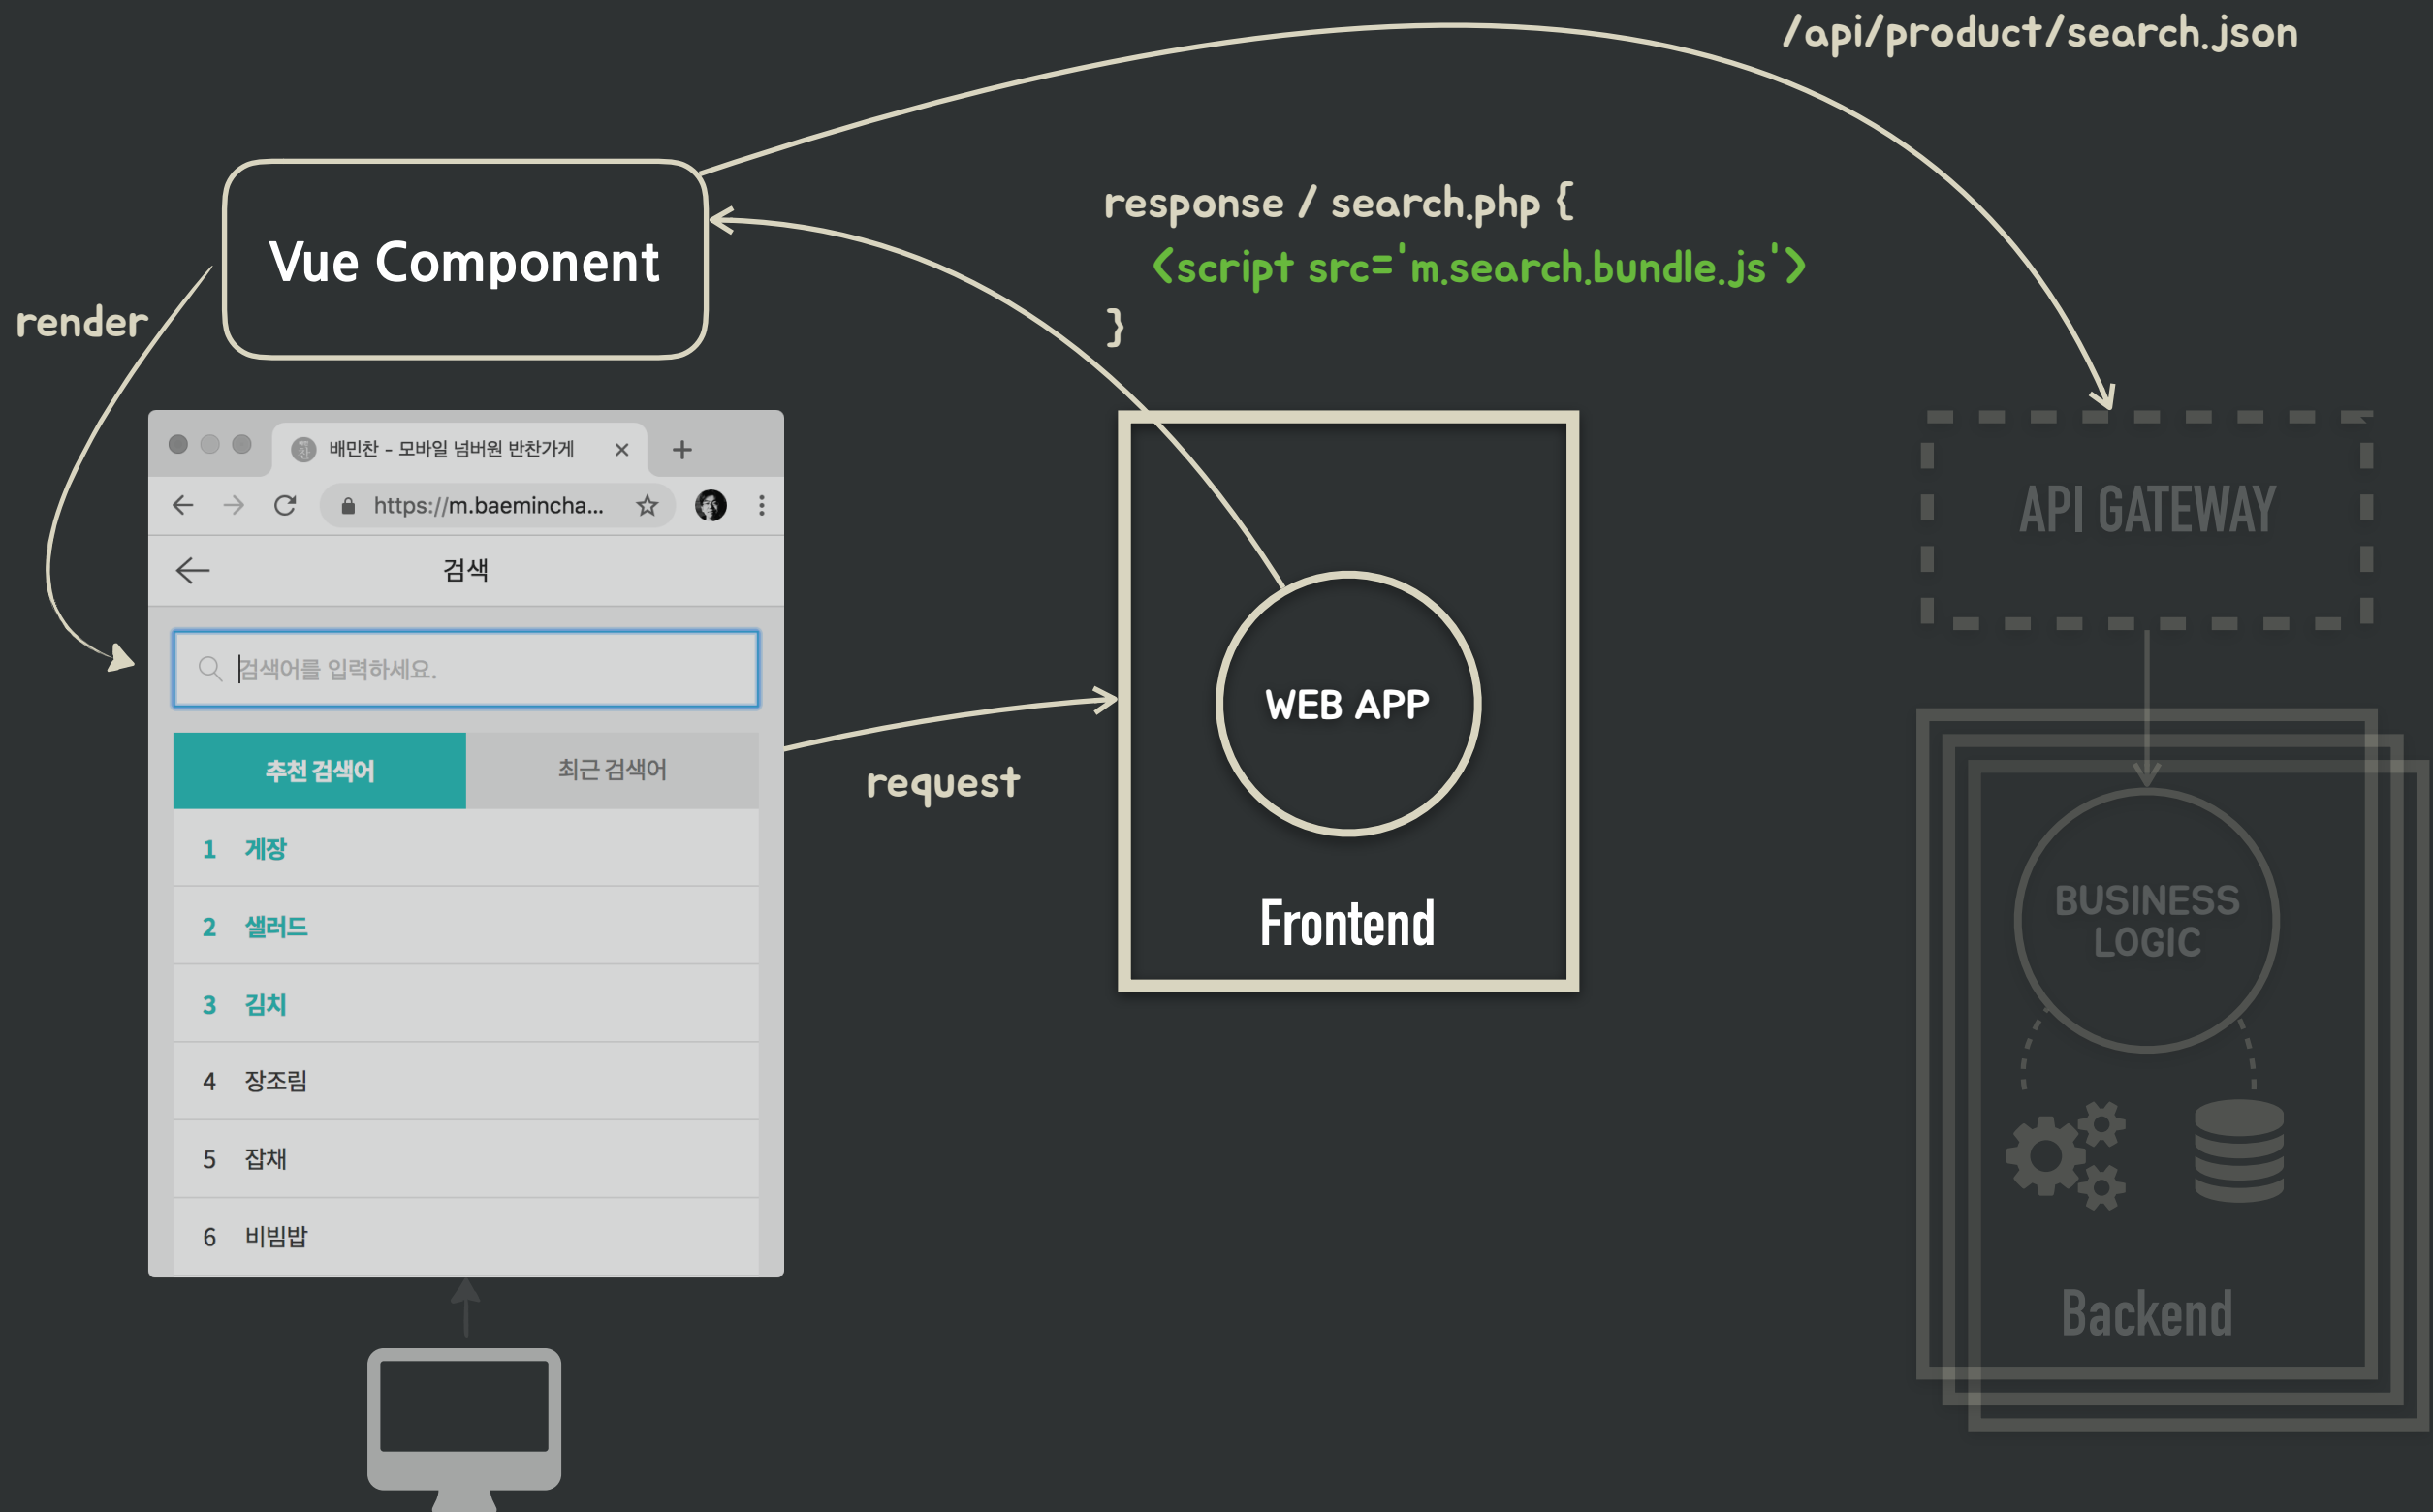 /api/product/search.json
response / search.php {
<script src='m.search.bundle.js'>
}
Vue Component
render
배민찬 - 모바일 넘버원 반찬가게
https://m.baemincha...
검색
검색어를 입력하세요.
추천 검색어
최근 검색어
1 게장
2 샐러드
3 김치
4 장조림
5 잡채
6 비빔밥
request
WEB APP
Frontend
API GATEWAY
BUSINESS
LOGIC
Backend